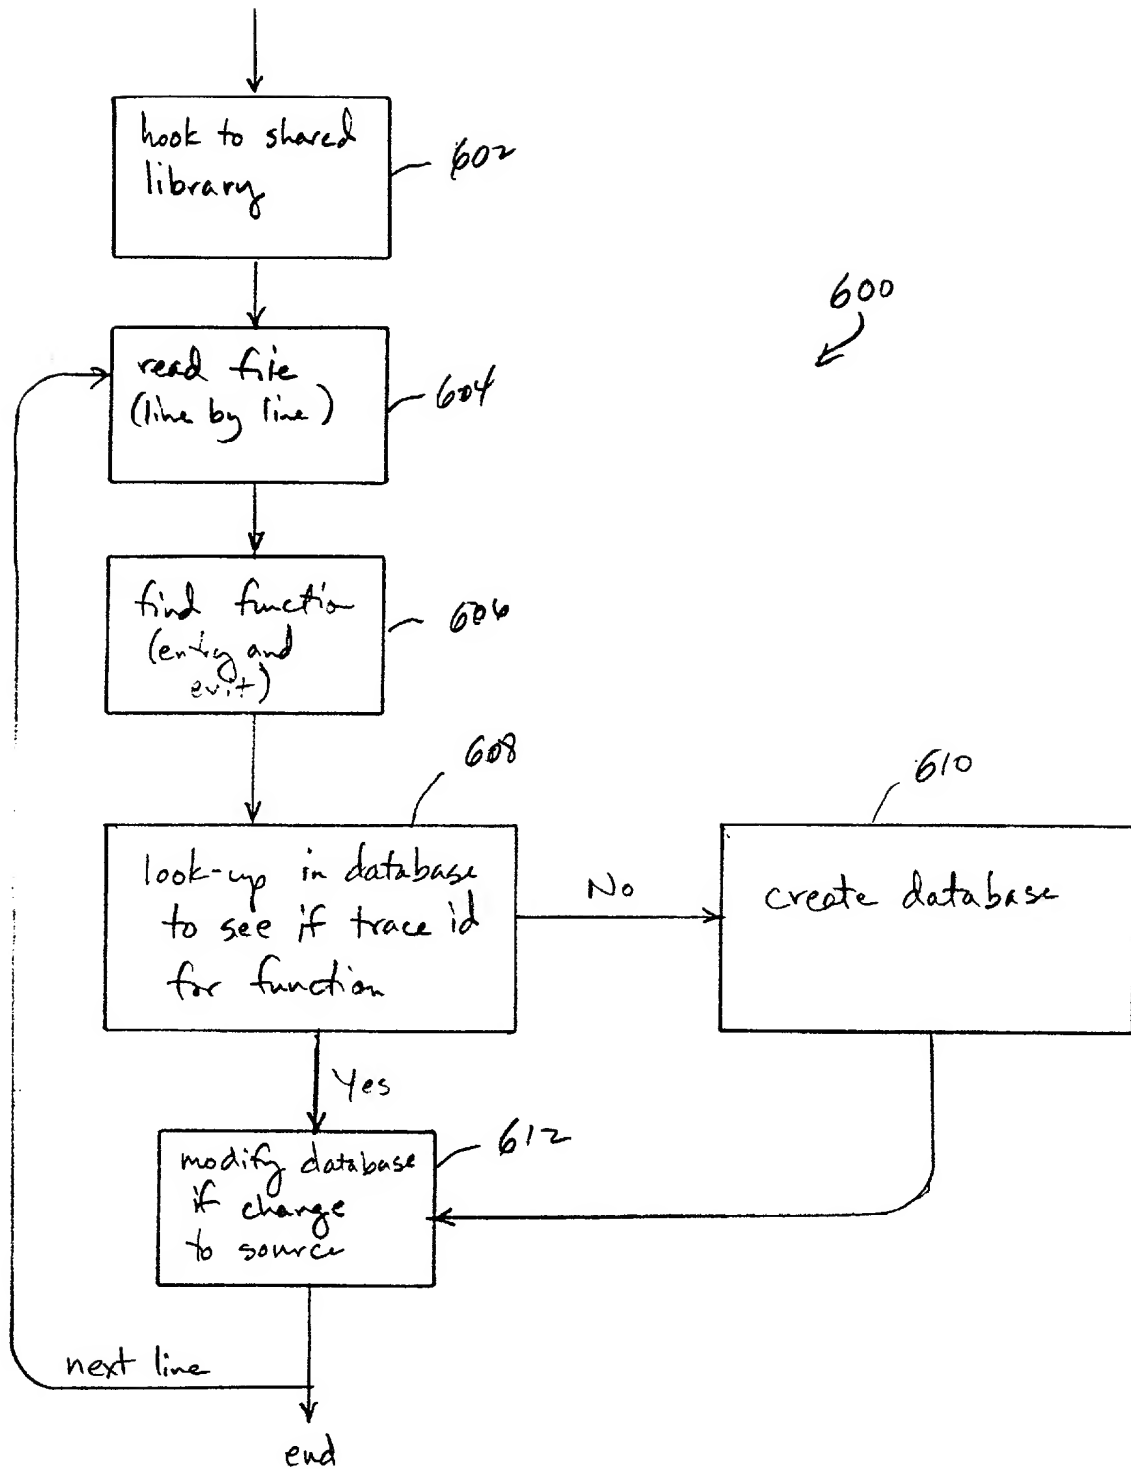 hook to shared
library
602
600
read file
(line by line)
604
find function
(entry and
exit)
606
608
610
look-up in database
to see if trace id
for function
No
create database
Yes
612
modify database
if change
to source
next line
end